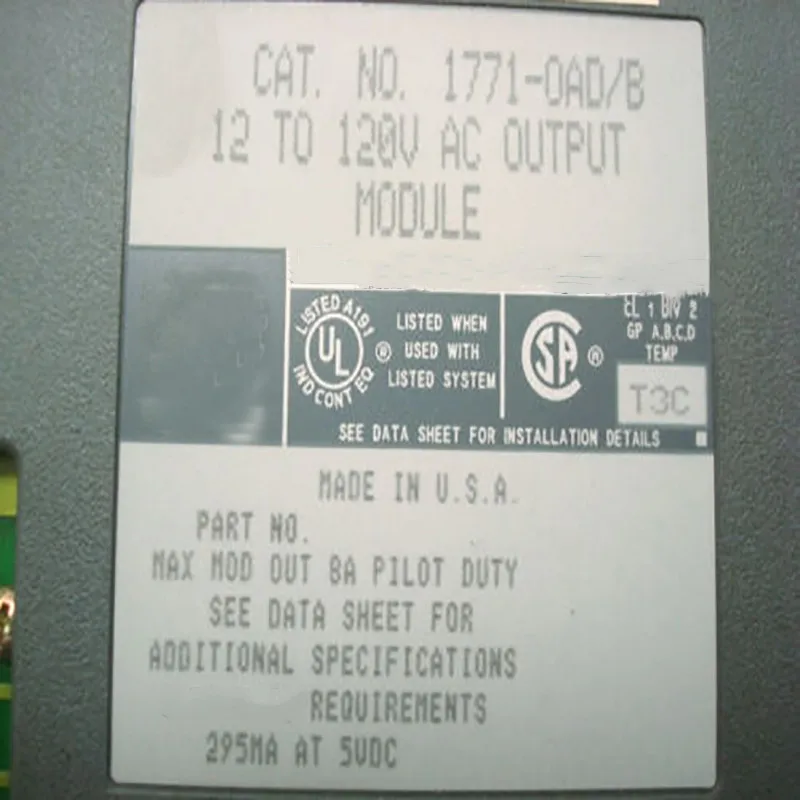 CAT. NO. 1771-OAD/B
12 TO 120V AC OUTPUT
MODULE
LISTED A191
UL
®
IND CONT EQ
LISTED WHEN
USED WITH
LISTED SYSTEM
SA
®
CL 1 DIV 2
GP A,B,C,D
TEMP
T3C
SEE DATA SHEET FOR INSTALLATION DETAILS
MADE IN U.S.A.
PART NO.
MAX MOD OUT 8A PILOT DUTY
SEE DATA SHEET FOR
ADDITIONAL SPECIFICATIONS
REQUIREMENTS
295MA AT 5VDC